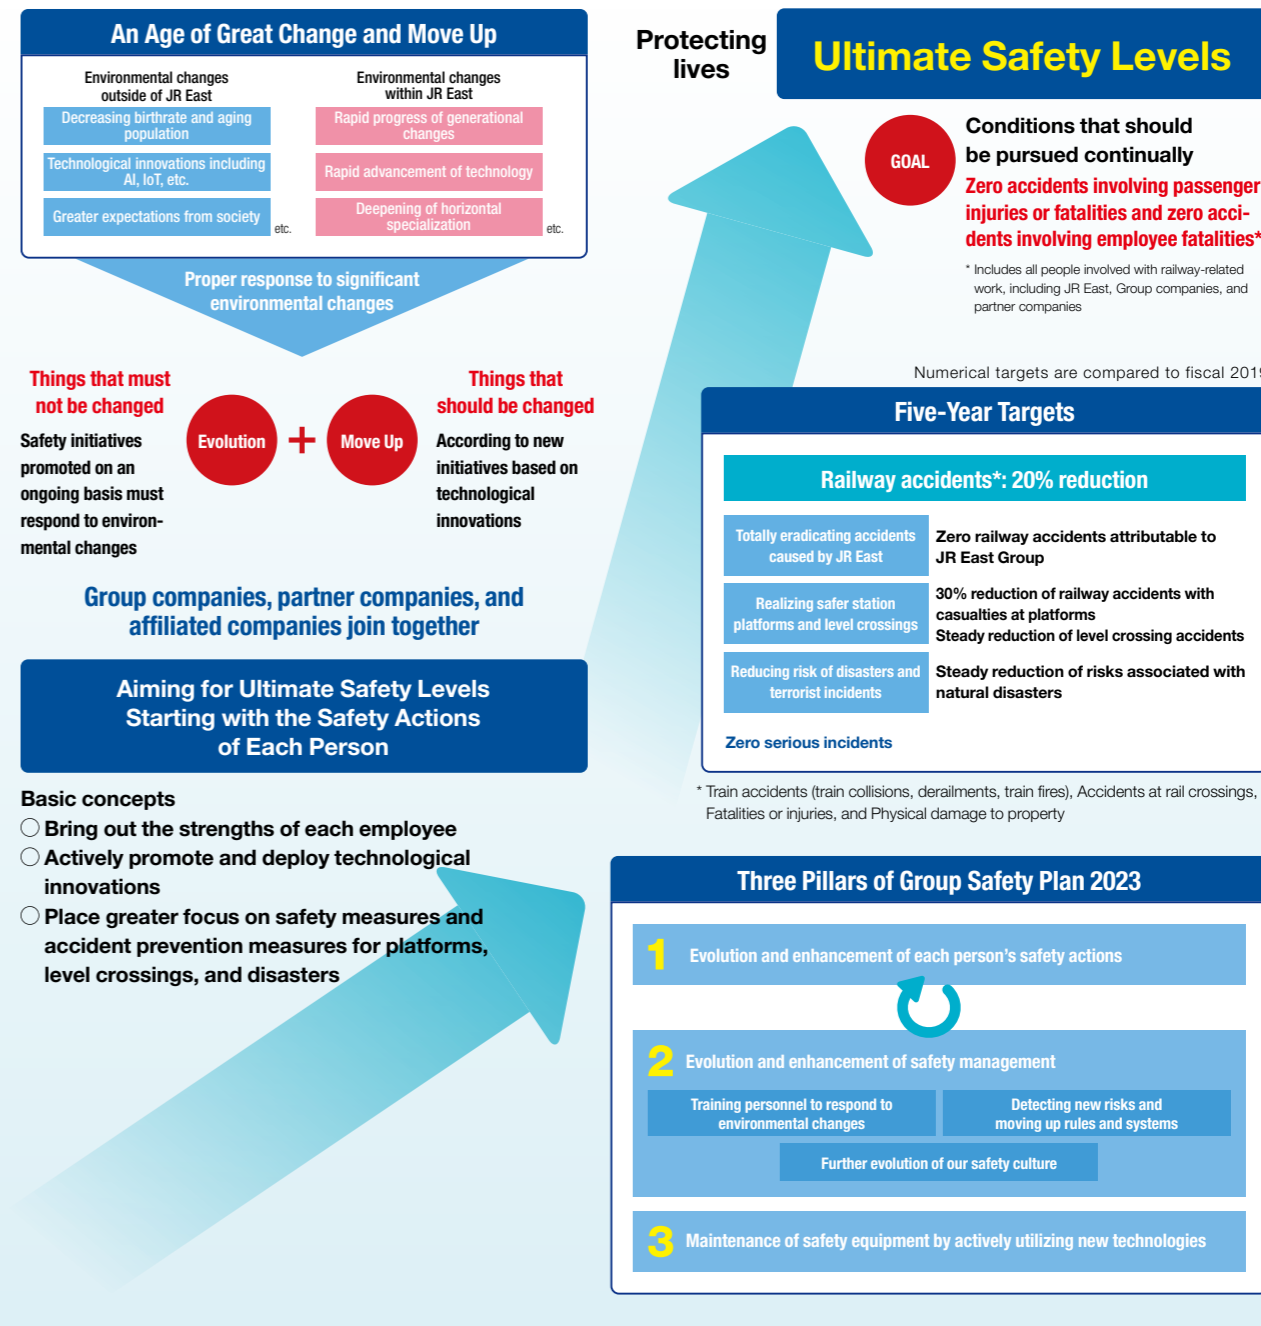 An Age of Great Change and Move Up
Environmental changes
outside of JR East
Decreasing birthrate and aging
population
Technological innovations including
AI, IoT, etc.
Greater expectations from society
etc.
Environmental changes
within JR East
Rapid progress of generational
changes
Rapid advancement of technology
Deepening of horizontal
specialization
etc.
Proper response to significant
environmental changes
Things that must
not be changed
Safety initiatives
promoted on an
ongoing basis must
respond to environ-
mental changes
Evolution
+
Move Up
Things that
should be changed
According to new
initiatives based on
technological
innovations
Group companies, partner companies, and
affiliated companies join together
Aiming for Ultimate Safety Levels
Starting with the Safety Actions
of Each Person
Basic concepts
○ Bring out the strengths of each employee
○ Actively promote and deploy technological
innovations
○ Place greater focus on safety measures and
accident prevention measures for platforms,
level crossings, and disasters
Protecting
lives
Ultimate Safety Levels
GOAL
Conditions that should
be pursued continually
Zero accidents involving passenger
injuries or fatalities and zero acci-
dents involving employee fatalities*
* Includes all people involved with railway-related
work, including JR East, Group companies, and
partner companies
Numerical targets are compared to fiscal 2019
Five-Year Targets
Railway accidents*: 20% reduction
Totally eradicating accidents
caused by JR East
Zero railway accidents attributable to
JR East Group
Realizing safer station
platforms and level crossings
30% reduction of railway accidents with
casualties at platforms
Steady reduction of level crossing accidents
Reducing risk of disasters and
terrorist incidents
Steady reduction of risks associated with
natural disasters
Zero serious incidents
* Train accidents (train collisions, derailments, train fires), Accidents at rail crossings,
Fatalities or injuries, and Physical damage to property
Three Pillars of Group Safety Plan 2023
1 Evolution and enhancement of each person's safety actions
2 Evolution and enhancement of safety management
Training personnel to respond to
environmental changes
Detecting new risks and
moving up rules and systems
Further evolution of our safety culture
3 Maintenance of safety equipment by actively utilizing new technologies